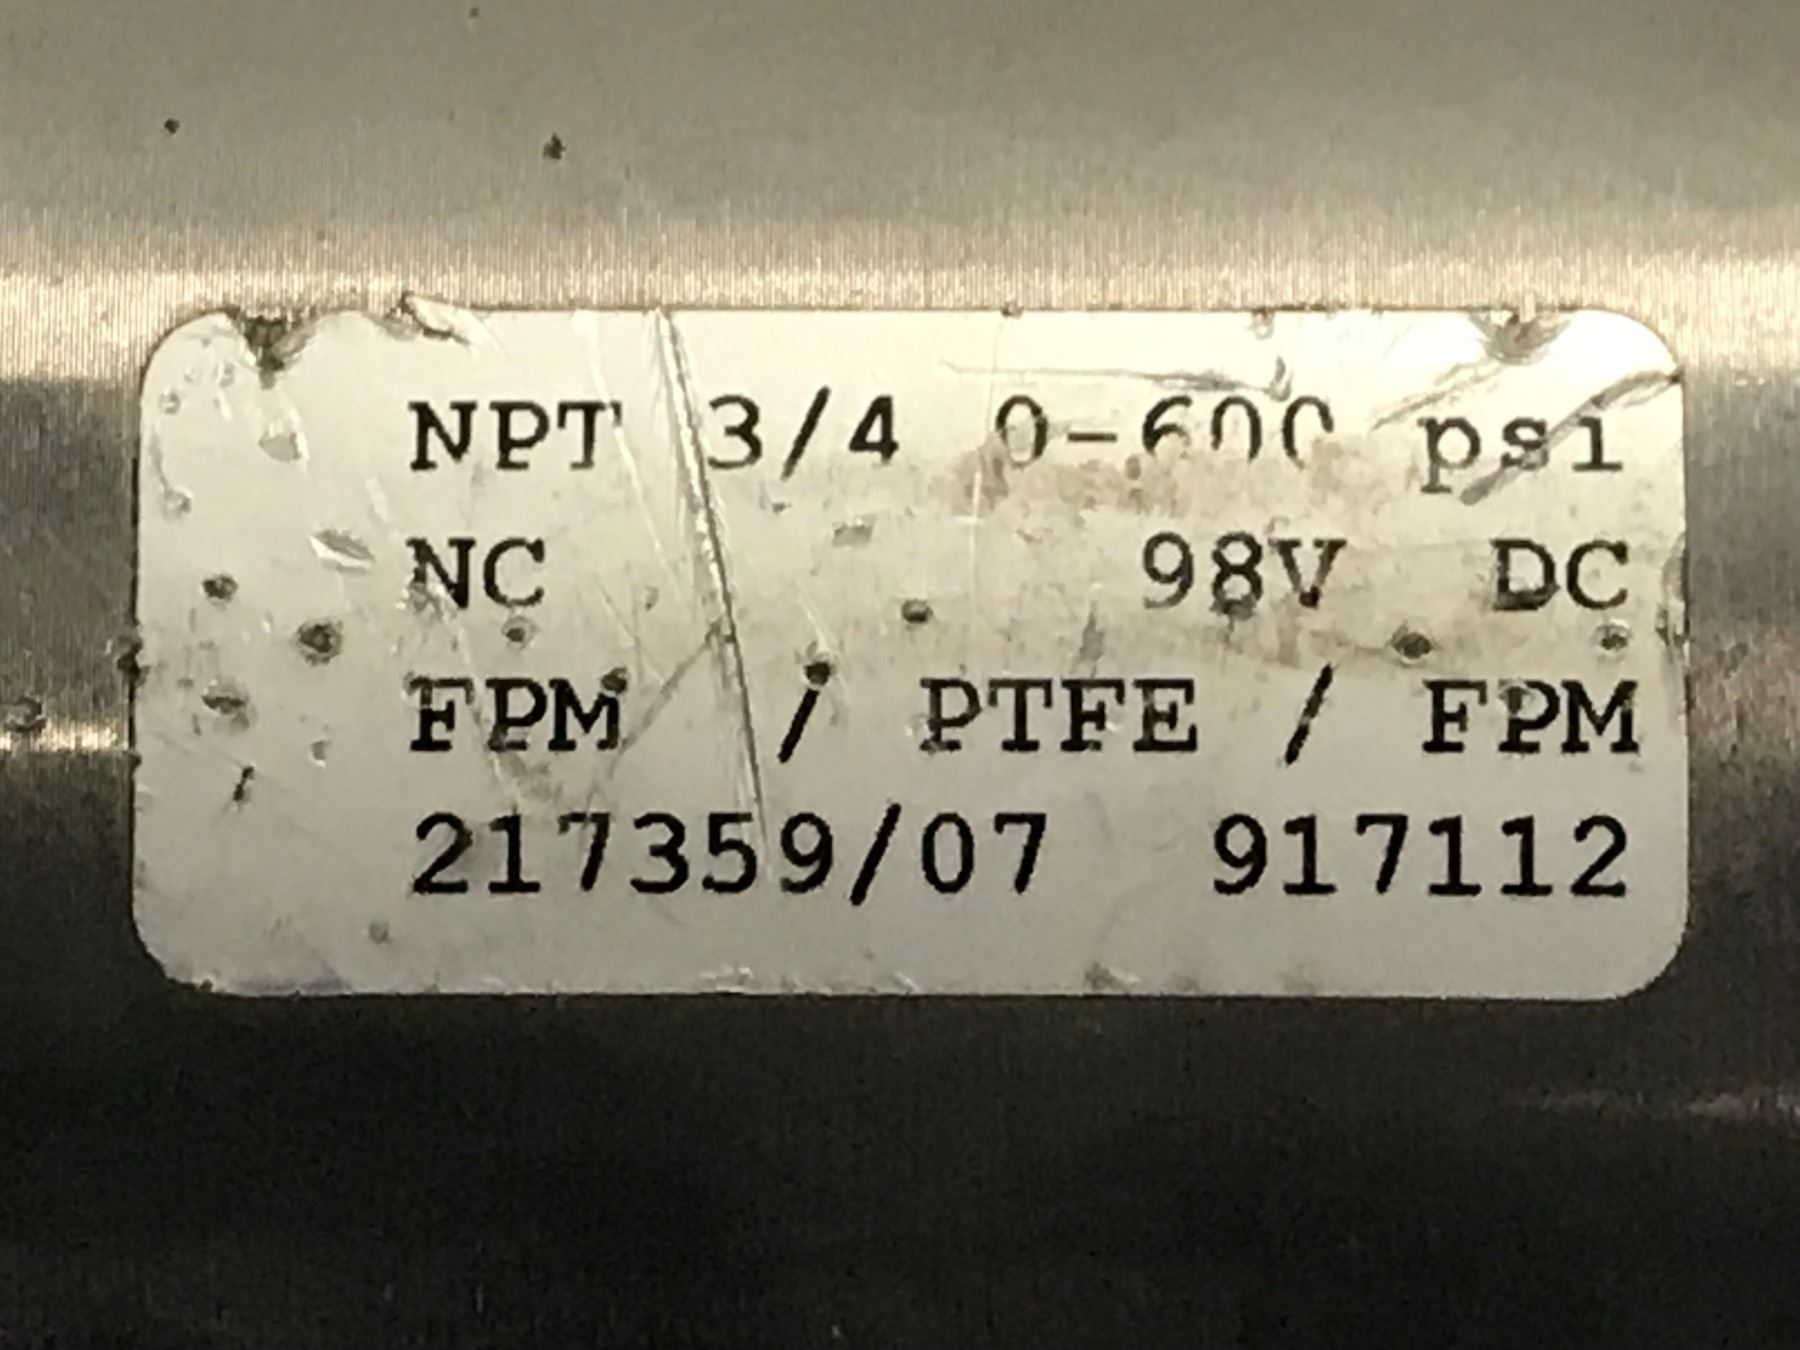 NPT 3/4 0-600 psi
NC 98V DC
FPM / PTFE / FPM
217359/07 917112